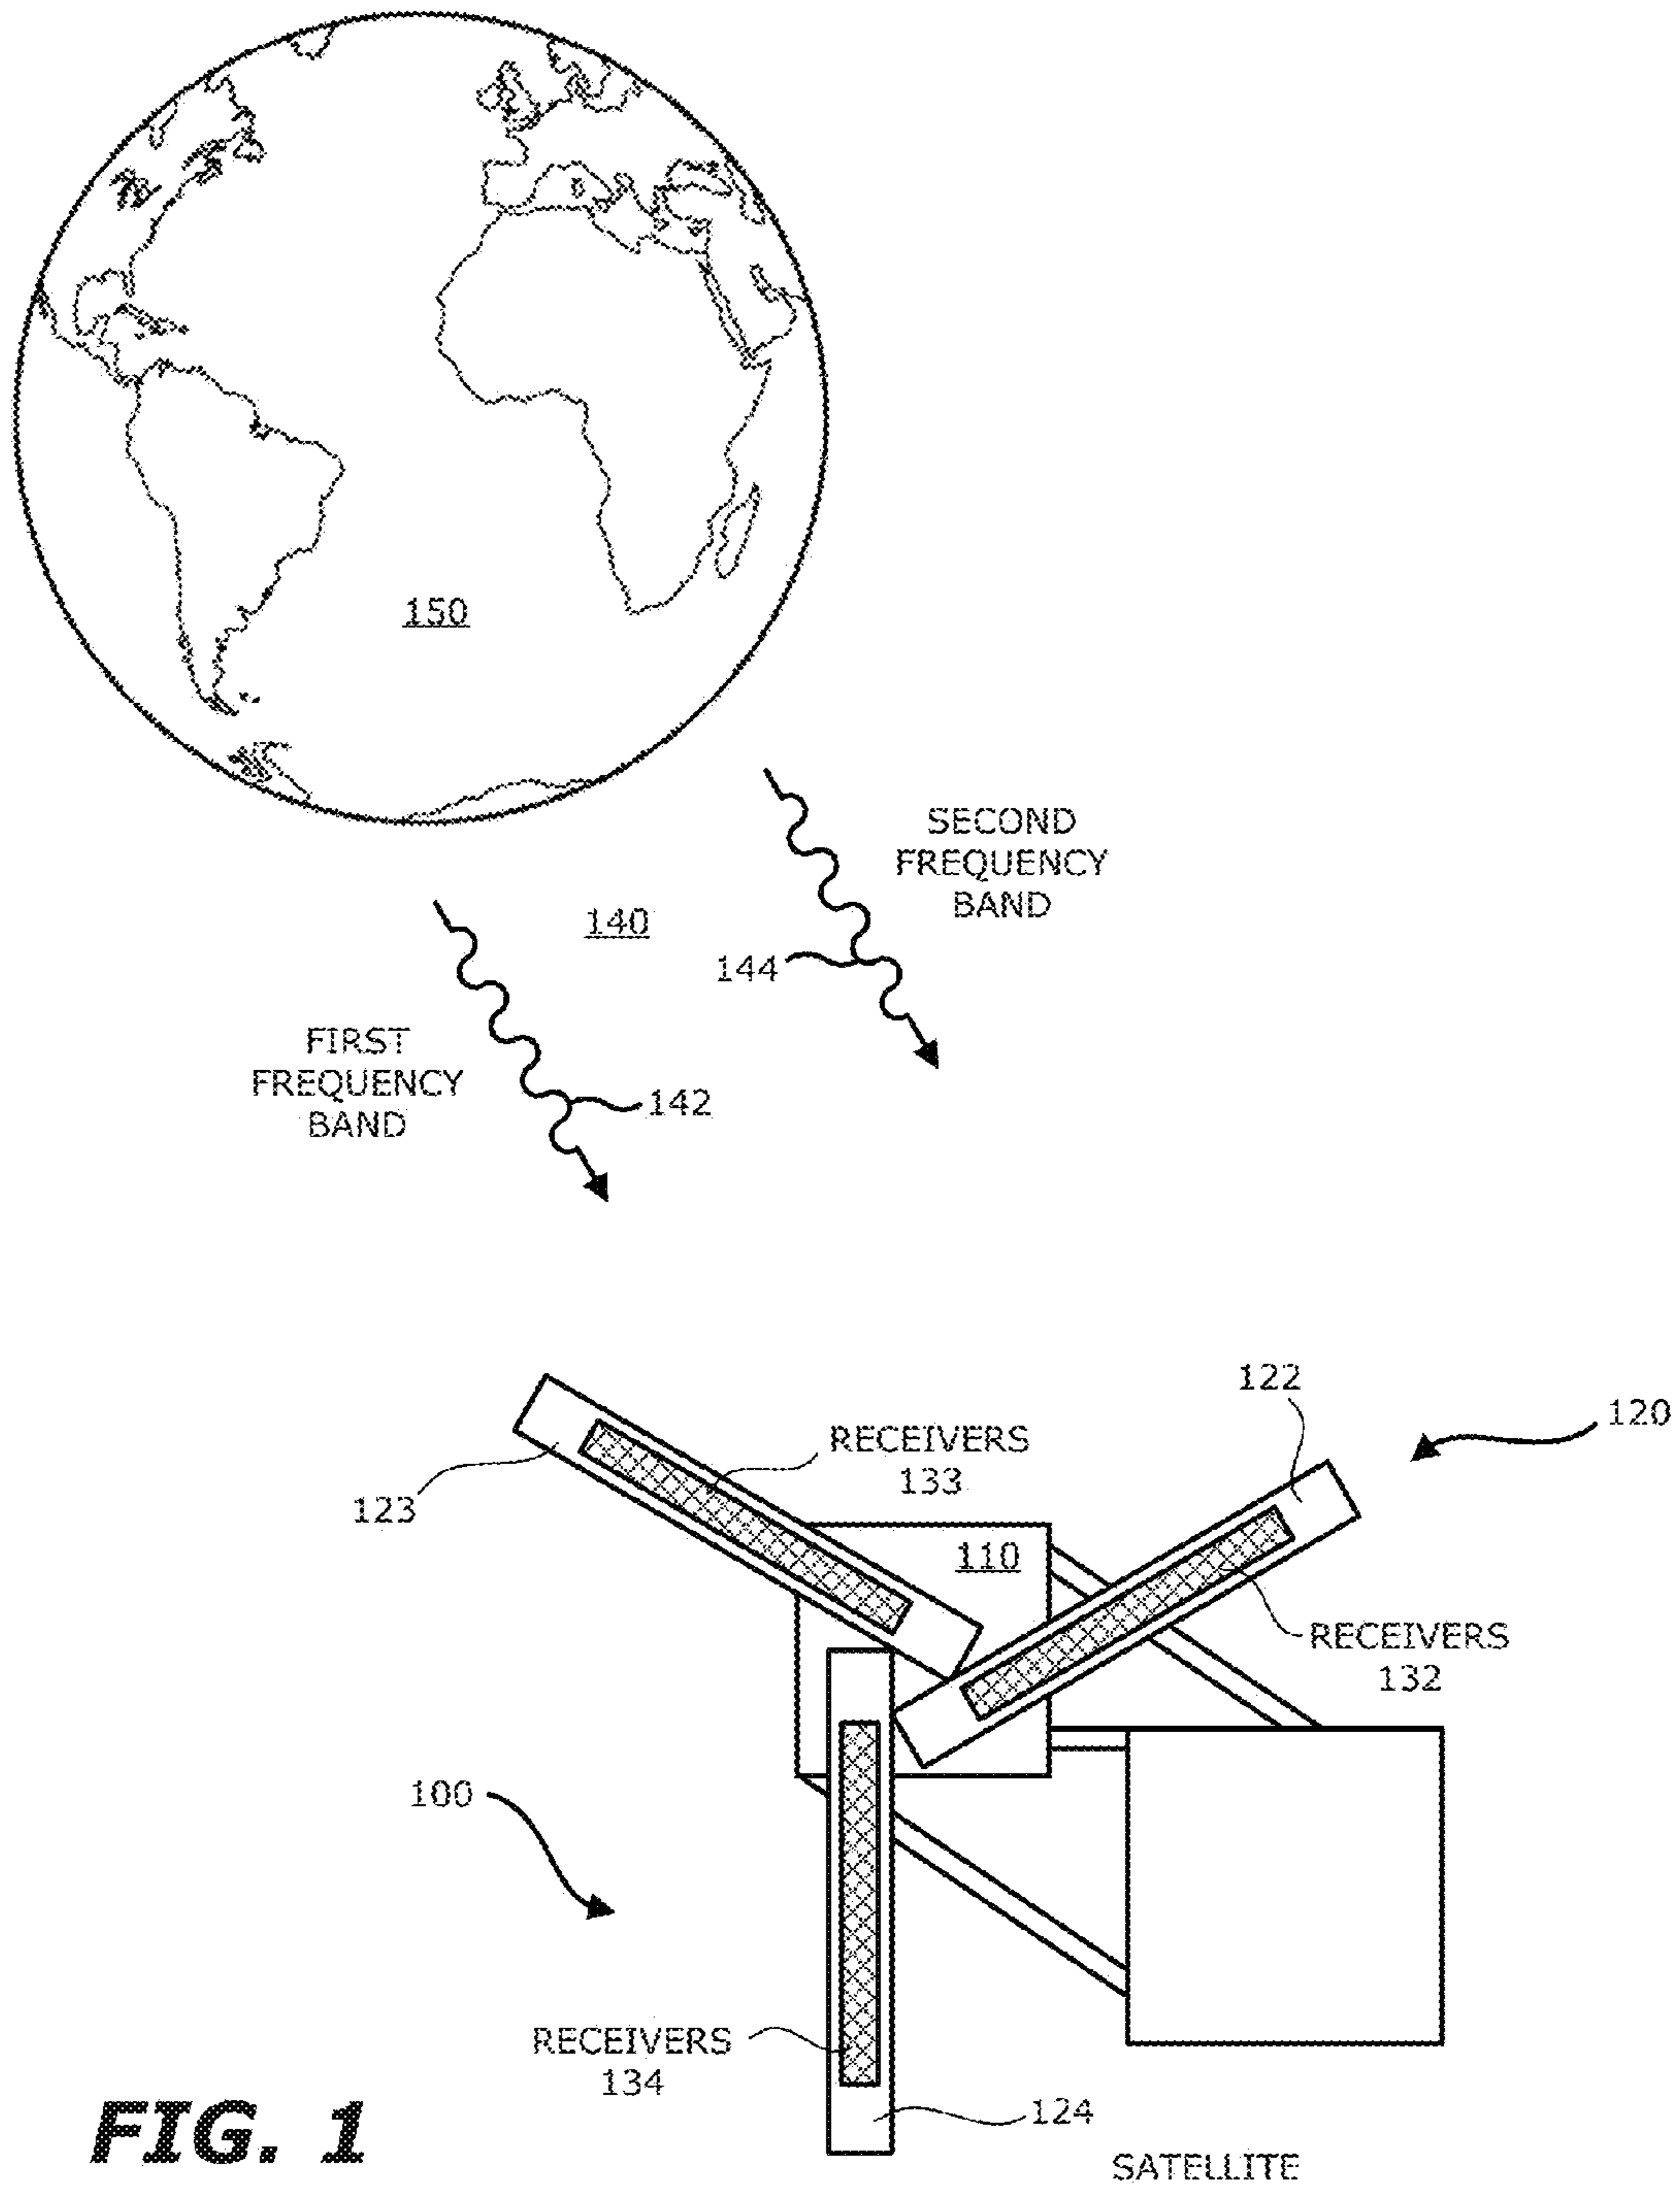 150
SECOND
FREQUENCY
BAND
140
144
FIRST
FREQUENCY
BAND
142
122
120
RECEIVERS
133
123
110
RECEIVERS
132
100
RECEIVERS
134
124
FIG. 1
SATELLITE